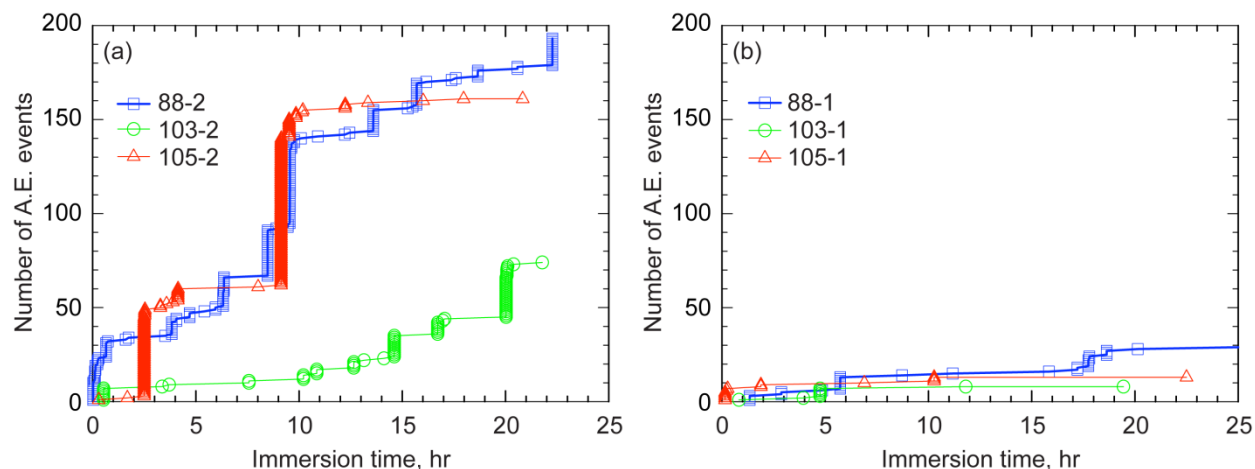 (a)
Number of A.E. events
200
150
100
50
0
88-2
103-2
105-2
0 5 10 15 20 25
Immersion time, hr
(b)
Number of A.E. events
200
150
100
50
0
88-1
103-1
105-1
0 5 10 15 20 25
Immersion time, hr